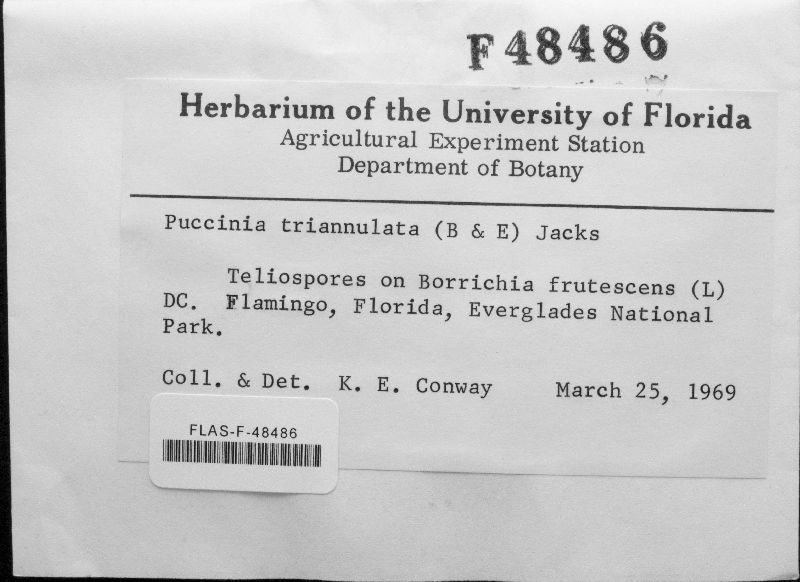 F48486
Herbarium of the University of Florida
Agricultural Experiment Station
Department of Botany
Puccinia triannulata (B & E) Jacks
Teliospores on Borrichia frutescens (L)
DC. Flamingo, Florida, Everglades National
Park.
Coll. & Det. K. E. Conway March 25, 1969
FLAS-F-48486